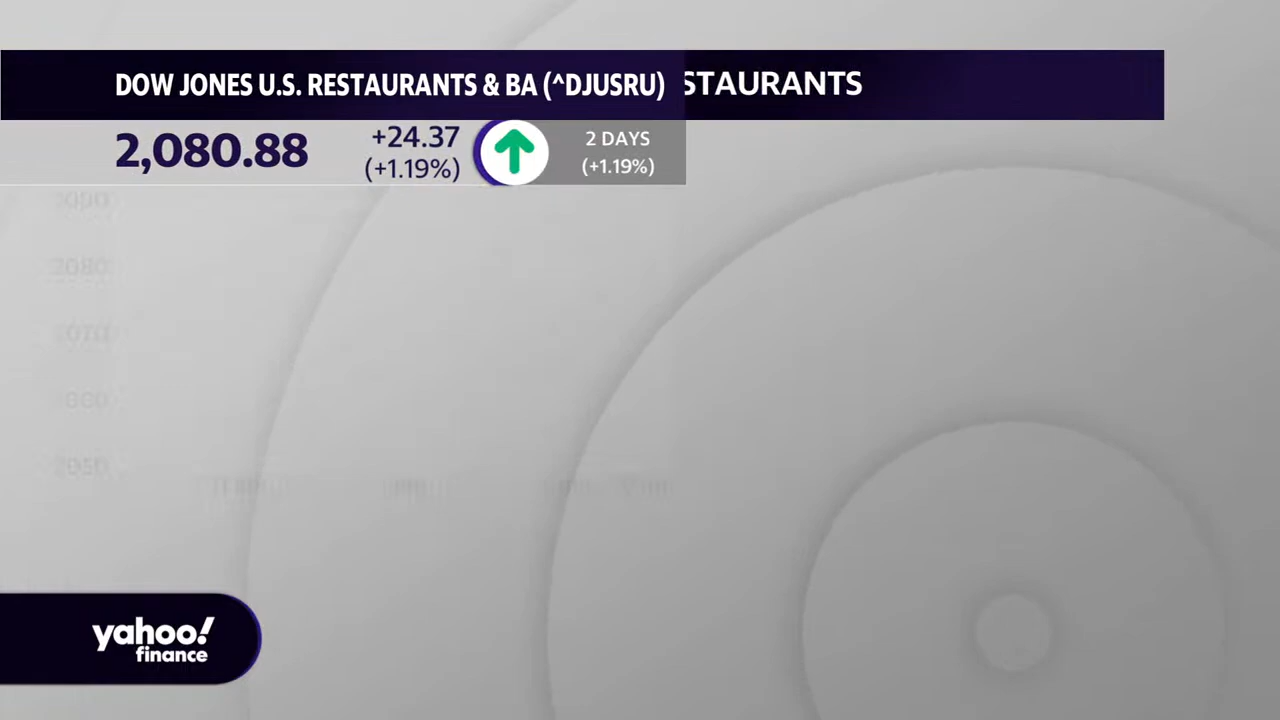 DOW JONES U.S. RESTAURANTS & BA (^DJUSRU) STAURANTS
2,080.88
+24.37
(+1.19%)
2 DAYS
(+1.19%)
2080
yahoo!
finance